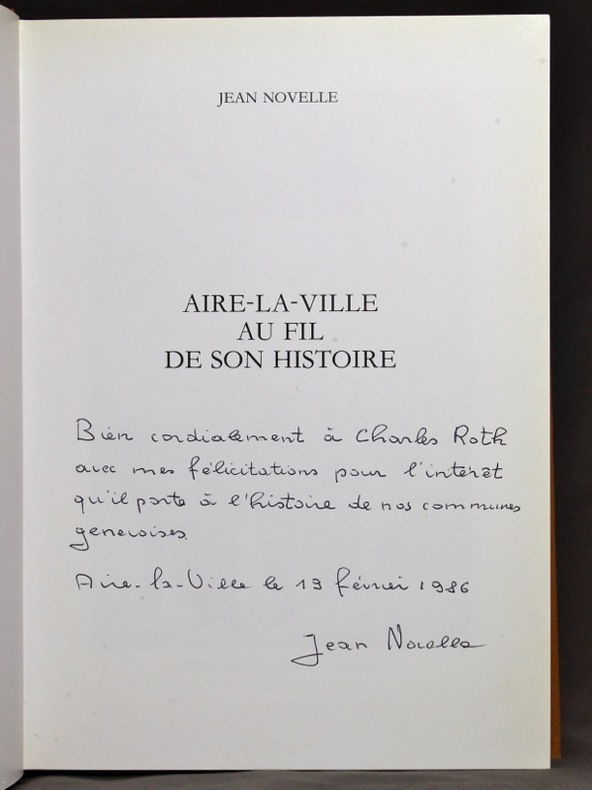 JEAN NOVELLE
AIRE-LA-VILLE
AU FIL
DE SON HISTOIRE
Bien cordialement à Charles Roth
avec mes félicitations pour l'intérêt
qu'il porte à l'histoire de nos communes
genevoises.
Aire-la-Ville le 13 février 1986
Jean Novelle